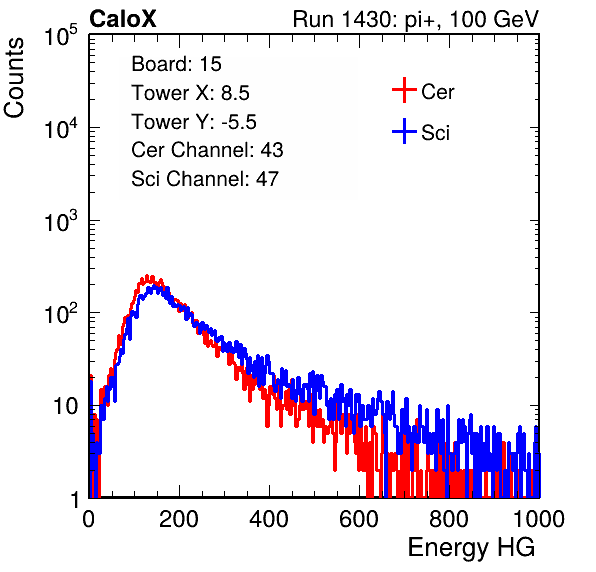 CaloX Run 1430: pi+, 100 GeV
Counts
Board: 15
Tower X: 8.5
Tower Y: -5.5
Cer Channel: 43
Sci Channel: 47
Cer
Sci
10^5
10^4
10^3
10^2
10
1
0 200 400 600 800 1000
Energy HG